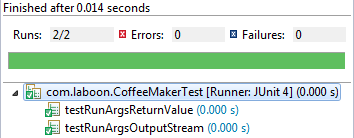 Finished after 0.014 seconds
Runs: 2/2 Errors: 0 Failures: 0
com.laboon.CoffeeMakerTest [Runner: JUnit 4] (0.000 s)
testRunArgsReturnValue (0.000 s)
testRunArgsOutputStream (0.000 s)